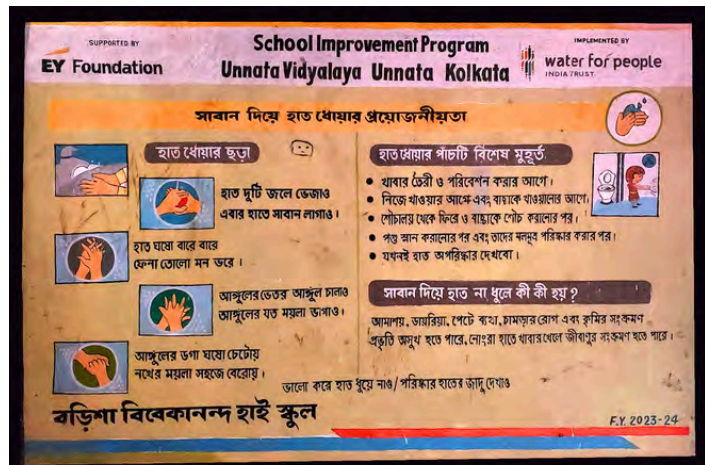 SUPPORTED BY
EY Foundation
School Improvement Program
Unnata Vidyalaya Unnata Kolkata
IMPLEMENTED BY
water for people
INDIA TRUST
সাবান দিয়ে হাত ধোয়ার প্রয়োজনীয়তা
হাত ধোয়ার ছড়া
হাত দুটি জলে ভেজাও
এবার হাতে সাবান লাগাও।
হাত ঘষো বারে বারে
ফেনা তোলো মন ভরে।
আঙ্গুলের ভেতর আঙ্গুল চালাও
আঙ্গুলের যত ময়লা ভাগাও।
আঙ্গুলের ডগা ঘষো চেটোয়
নখের ময়লা সহজে বেরোয়।
হাত ধোয়ার পাঁচটি বিশেষ মুহূর্ত
• খাবার তৈরী ও পরিবেশন করার আগে।
• নিজে খাওয়ার আগে এবং বাচ্চাকে খাওয়ানোর আগে।
• শৌচালয় থেকে ফিরে ও বাচ্চাকে শৌচ করানোর পর।
• পশু স্নান করানোর পর এবং তাদের মলমূত্র পরিষ্কার করার পর।
• যখনই হাত অপরিষ্কার দেখবো।
সাবান দিয়ে হাত না ধুলে কী কী হয়?
আমাশয়, ডায়রিয়া, পেটে ব্যথা, চামড়ার রোগ এবং কৃমির সংক্রমণ
প্রভৃতি অসুখ হতে পারে, নোংরা হাতে খাবার খেলে জীবাণুর সংক্রমণ হতে পারে।
ভালো করে হাত ধুয়ে নাও/পরিষ্কার হাতের জাদু দেখাও
বড়িশা বিবেকানন্দ হাই স্কুল
F.Y. 2023-24